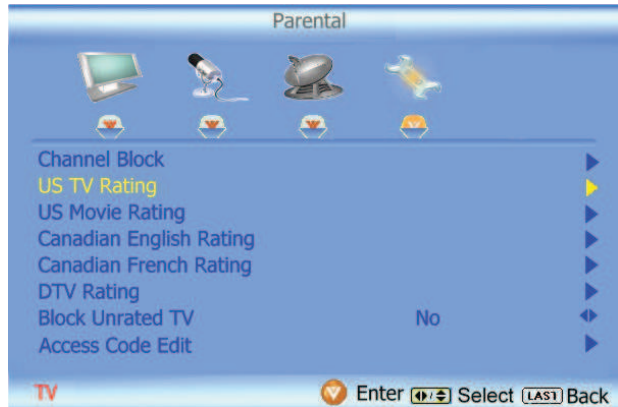 Parental
Channel Block
US TV Rating
US Movie Rating
Canadian English Rating
Canadian French Rating
DTV Rating
Block Unrated TV No
Access Code Edit
TV Enter Select LAST Back